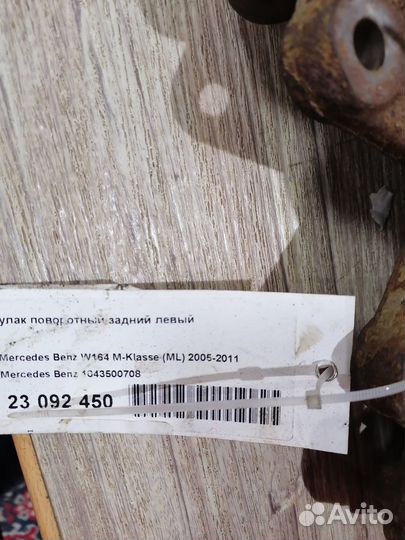 улак поворотный задний левый
Mercedes Benz W164 M-Klasse (ML) 2005-2011
Mercedes Benz 1643500708
23 092 450
Avito